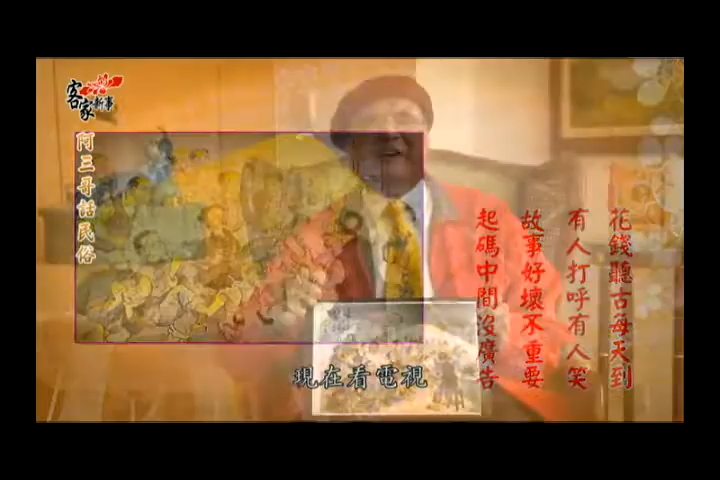 客家新聞
新事
阿三哥話民俗
花錢聽古每天到
有人打呼有人笑
故事好壞不重要
起碼中間沒廣告
現在看電視